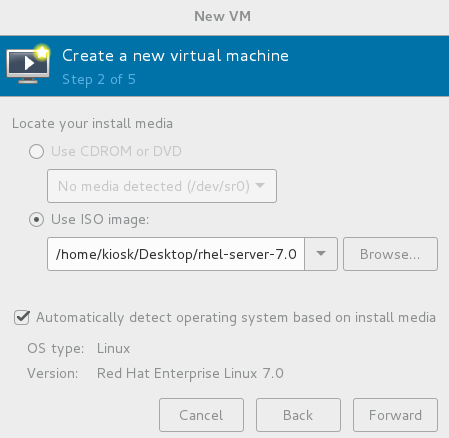 New VM
Create a new virtual machine
Step 2 of 5
Locate your install media
Use CDROM or DVD
No media detected (/dev/sr0)
Use ISO image:
/home/kiosk/Desktop/rhel-server-7.0
Browse...
Automatically detect operating system based on install media
OS type: Linux
Version: Red Hat Enterprise Linux 7.0
Cancel Back Forward